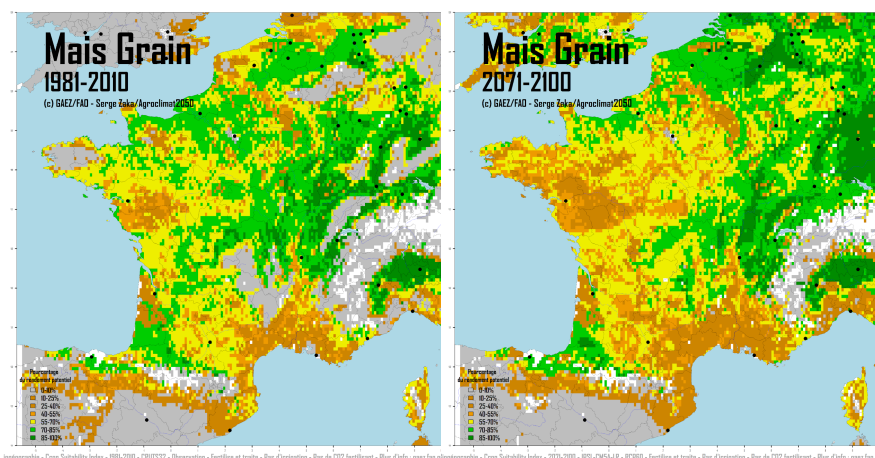 Mais Grain
1981-2010
(c) GAEZ/FAO - Serge Zaka/Agroclimat2050
Pourcentage
du rendement potentiel
0-10%
10-25%
25-40%
40-55%
55-70%
70-85%
85-100%
Mais Grain
2071-2100
(c) GAEZ/FAO - Serge Zaka/Agroclimat2050
Pourcentage
du rendement potentiel
0-10%
10-25%
25-40%
40-55%
55-70%
70-85%
85-100%